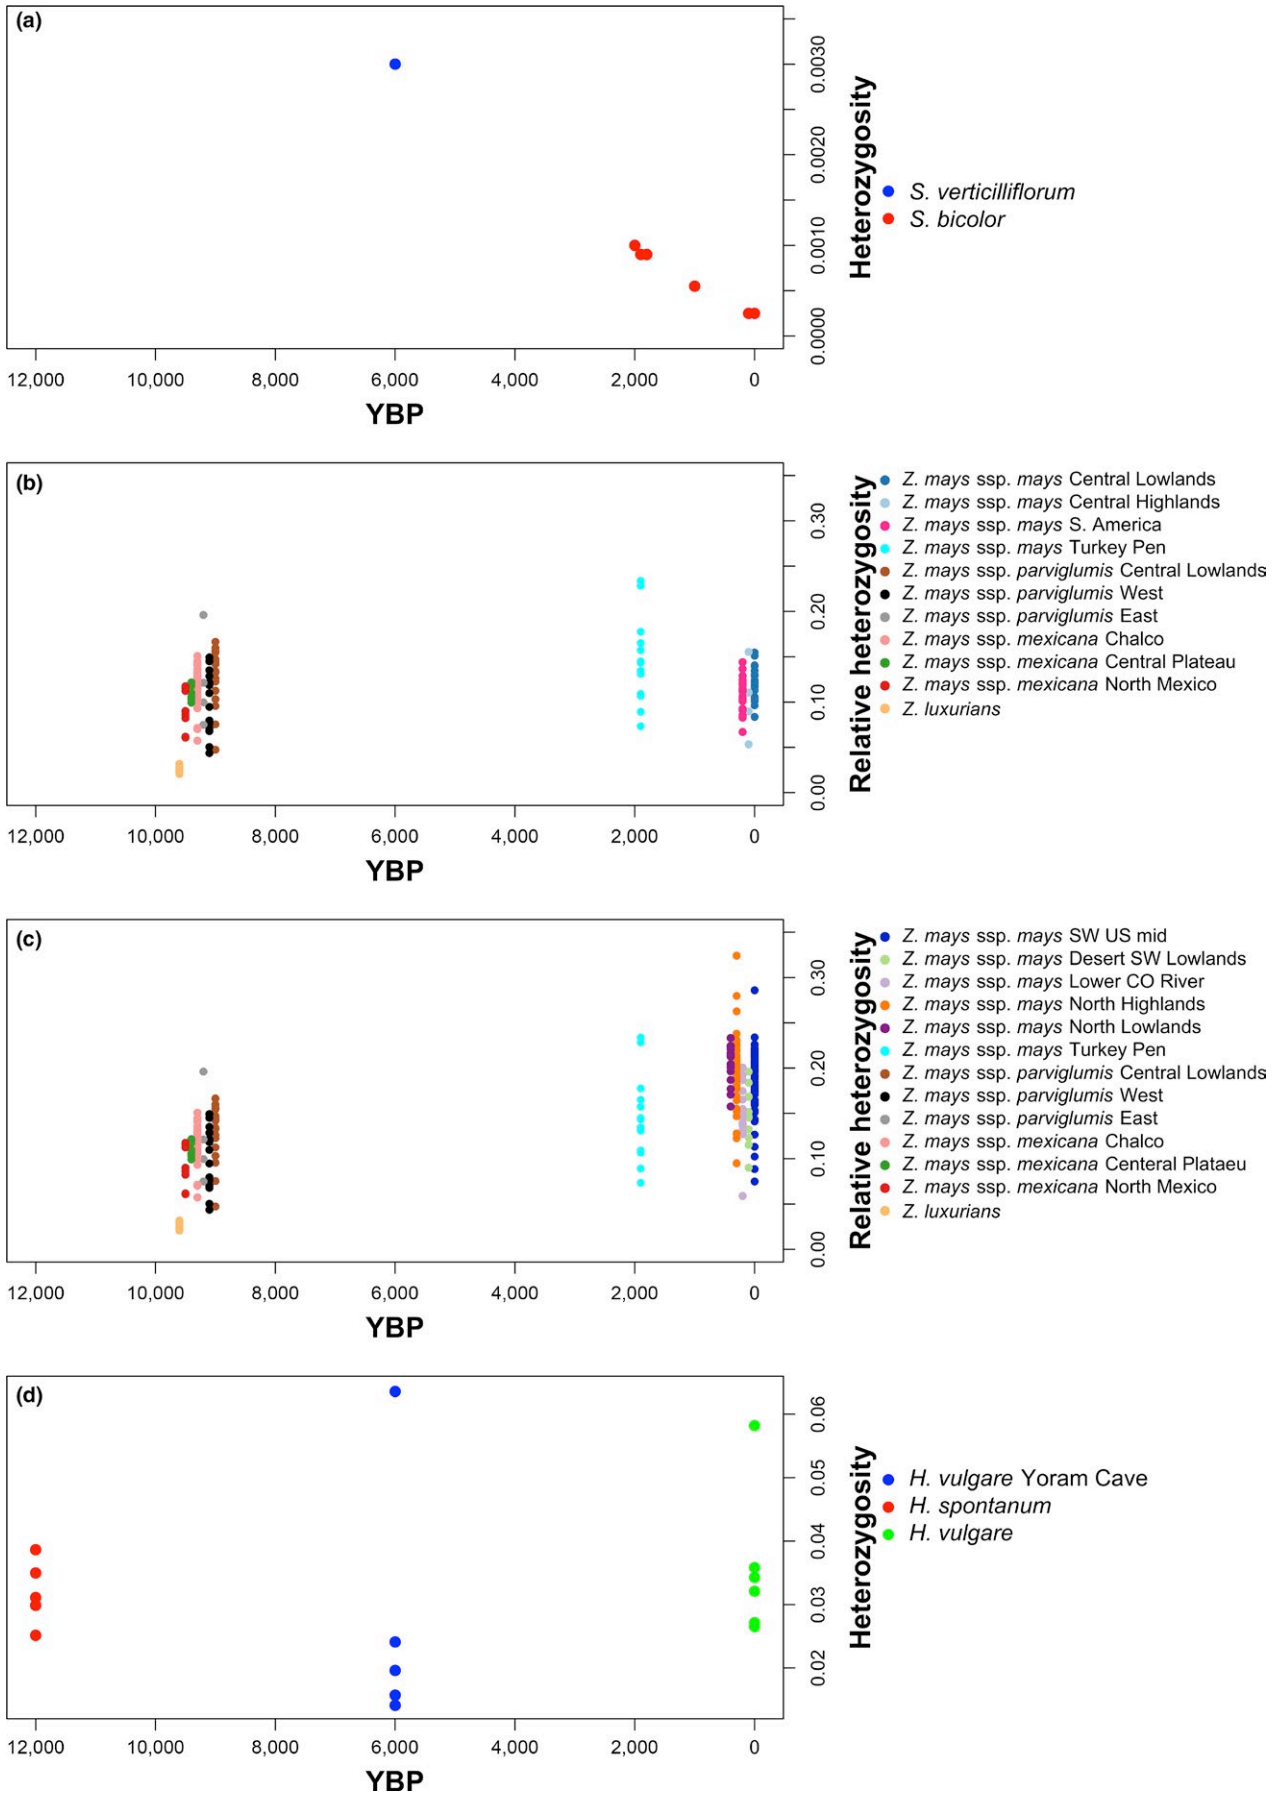 (a)
0.0000
0.0010
0.0020
0.0030
Heterozygosity
S. verticilliflorum
S. bicolor
12,000 10,000 8,000 6,000 4,000 2,000 0
YBP
(b)
0.00
0.10
0.20
0.30
Relative heterozygosity
Z. mays ssp. mays Central Lowlands
Z. mays ssp. mays Central Highlands
Z. mays ssp. mays S. America
Z. mays ssp. mays Turkey Pen
Z. mays ssp. parviglumis Central Lowlands
Z. mays ssp. parviglumis West
Z. mays ssp. parviglumis East
Z. mays ssp. mexicana Chalco
Z. mays ssp. mexicana Central Plateau
Z. mays ssp. mexicana North Mexico
Z. luxurians
12,000 10,000 8,000 6,000 4,000 2,000 0
YBP
(c)
0.00
0.10
0.20
0.30
Relative heterozygosity
Z. mays ssp. mays SW US mid
Z. mays ssp. mays Desert SW Lowlands
Z. mays ssp. mays Lower CO River
Z. mays ssp. mays North Highlands
Z. mays ssp. mays North Lowlands
Z. mays ssp. mays Turkey Pen
Z. mays ssp. parviglumis Central Lowlands
Z. mays ssp. parviglumis West
Z. mays ssp. parviglumis East
Z. mays ssp. mexicana Chalco
Z. mays ssp. mexicana Centeral Plataeu
Z. mays ssp. mexicana North Mexico
Z. luxurians
12,000 10,000 8,000 6,000 4,000 2,000 0
YBP
(d)
0.02
0.03
0.04
0.05
0.06
Heterozygosity
H. vulgare Yoram Cave
H. spontanum
H. vulgare
12,000 10,000 8,000 6,000 4,000 2,000 0
YBP